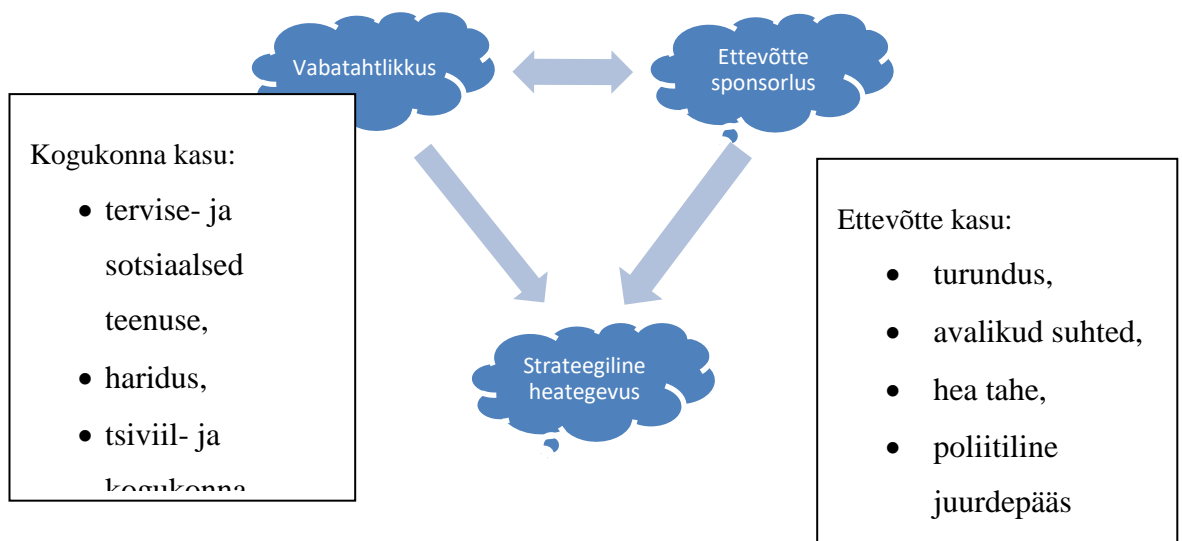 Vabatahtlikkus
Ettevõtte
sponsorlus
Kogukonna kasu:
• tervise- ja
sotsiaalsed
teenuse,
• haridus,
• tsiviil- ja
kogukonna
Ettevõtte kasu:
• turundus,
• avalikud suhted,
• hea tahe,
• poliitiline
juurdepääs
Strateegiline
heategevus